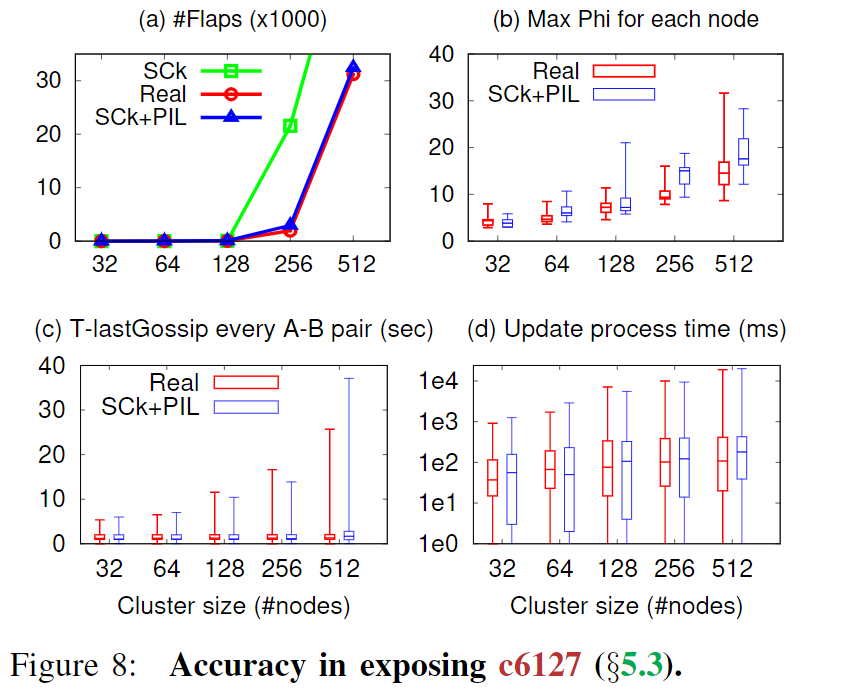 (a) #Flaps (x1000)
SCk
Real
SCk+PIL
30
20
10
0
32 64 128 256 512
(b) Max Phi for each node
Real
SCk+PIL
40
30
20
10
0
32 64 128 256 512
(c) T-lastGossip every A-B pair (sec)
Real
SCk+PIL
40
30
20
10
0
32 64 128 256 512
Cluster size (#nodes)
(d) Update process time (ms)
1e4
1e3
1e2
1e1
1e0
32 64 128 256 512
Cluster size (#nodes)
Figure 8: Accuracy in exposing c6127 (§5.3).